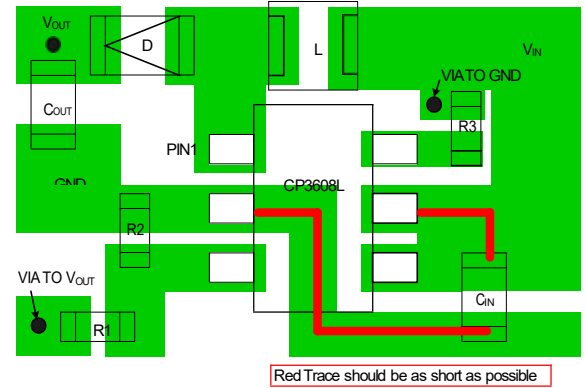 VOUT
D
L
VIN
VIA TO GND
COUT
R3
PIN1
CP3608L
GND
R2
VIA TO VOUT
CIN
R1
Red Trace should be as short as possible